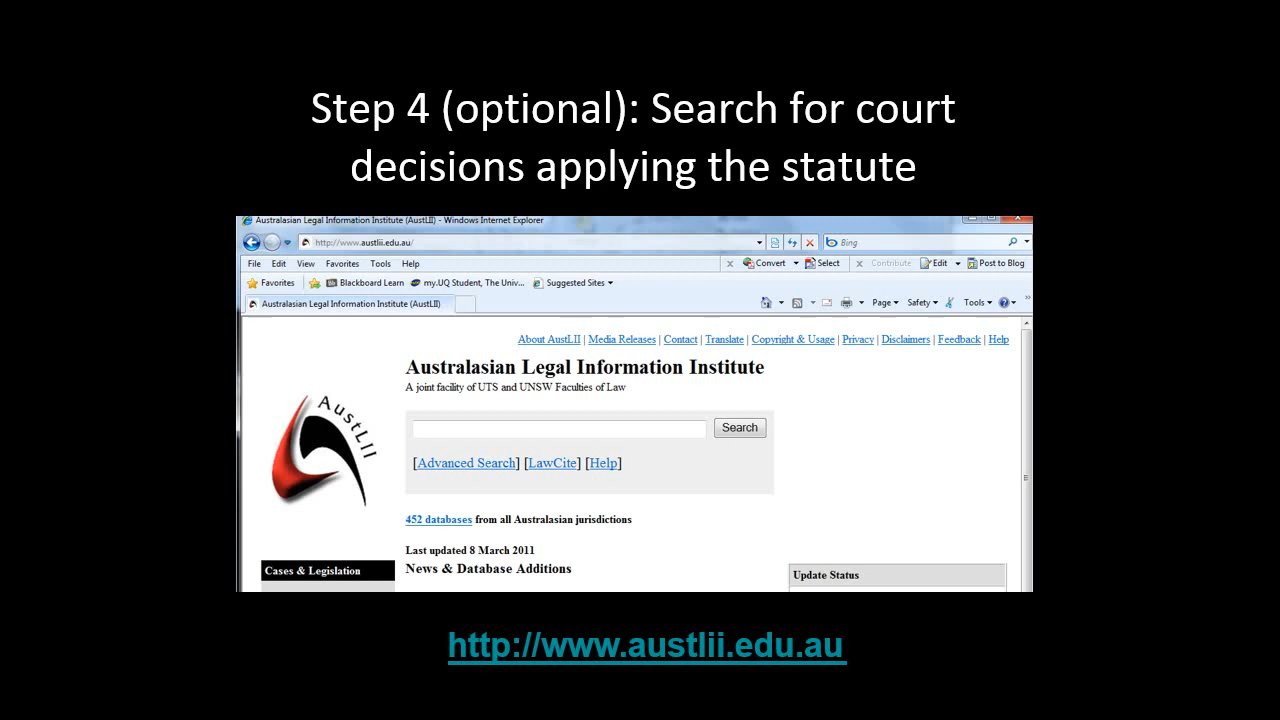 Step 4 (optional): Search for court
decisions applying the statute
Australasian Legal Information Institute (AustLII) - Windows Internet Explorer
http://www.austlii.edu.au/
Bing
File Edit View Favorites Tools Help
x Convert Select x Contribute Edit Post to Blog
Favorites Blackboard Learn my.UQ Student, The Univ... Suggested Sites
Australasian Legal Information Institute (AustLII)
Page Safety Tools
About AustLII | Media Releases | Contact | Translate | Copyright & Usage | Privacy | Disclaimers | Feedback | Help
Australasian Legal Information Institute
A joint facility of UTS and UNSW Faculties of Law
AustLII
Search
[Advanced Search] [LawCite] [Help]
452 databases from all Australasian jurisdictions
Last updated 8 March 2011
Cases & Legislation
News & Database Additions
Update Status
http://www.austlii.edu.au